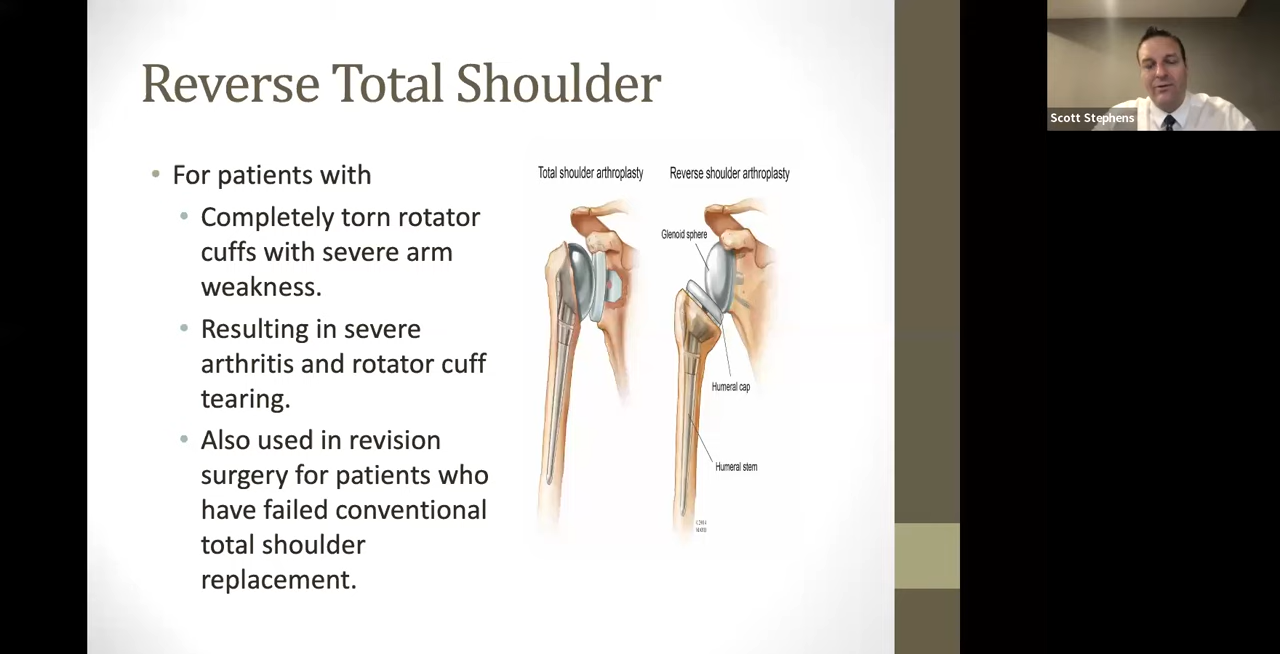 Reverse Total Shoulder
• For patients with
• Completely torn rotator
cuffs with severe arm
weakness.
• Resulting in severe
arthritis and rotator cuff
tearing.
• Also used in revision
surgery for patients who
have failed conventional
total shoulder
replacement.
Total shoulder arthroplasty
Reverse shoulder arthroplasty
Glenoid sphere
Humeral cap
Humeral stem
Scott Stephens